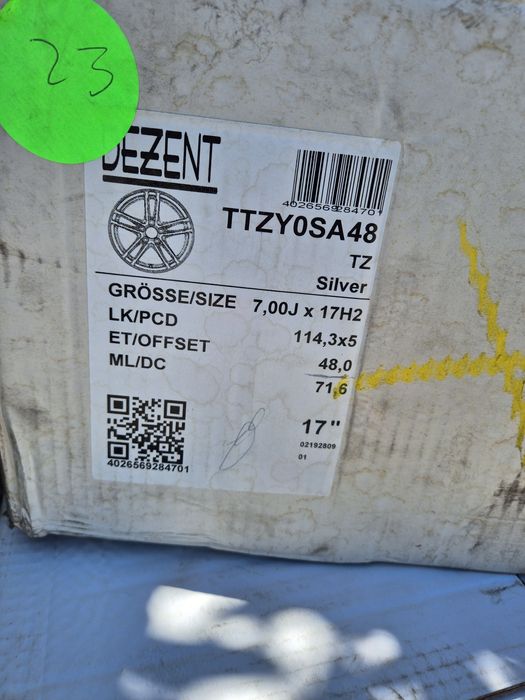 23
DEZENT
4026569284701
TTZY0SA48
TZ
Silver
GRÖSSE/SIZE 7,00J x 17H2
LK/PCD 114,3x5
ET/OFFSET 48,0
ML/DC 71,6
17"
02192809
01
4026569284701